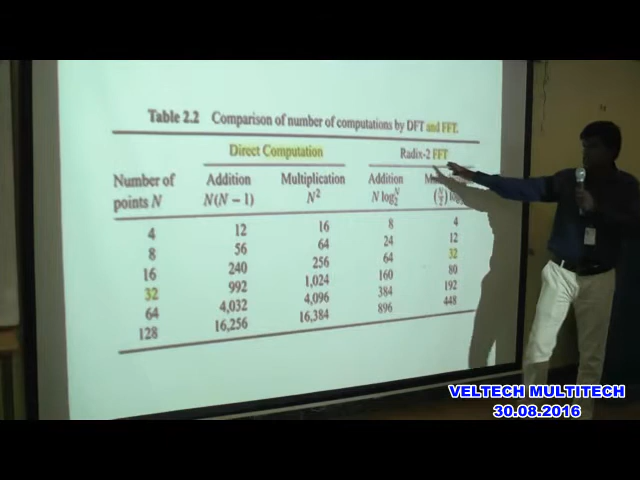 Table 2.2 Comparison of number of computations by DFT and FFT.
Direct Computation Radix-2 FFT
Number of points N Addition N(N − 1) Multiplication N² Addition N log₂ᴺ (N/2) log
4 12 16 8 4
8 56 64 24 12
16 240 256 64 32
32 992 1,024 160 80
64 4,032 4,096 384 192
128 16,256 16,384 896 448
VELTECH MULTITECH
30.08.2016